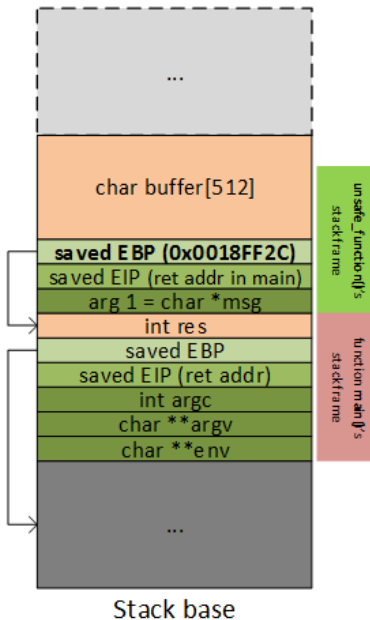 ...
char buffer[512]
saved EBP (0x0018FF2C)
saved EIP (ret addr in main)
arg 1 = char *msg
int res
saved EBP
saved EIP (ret addr)
int argc
char **argv
char **env
...
Stack base
unsafe_function()'s
stackframe
function main()'s
stackframe